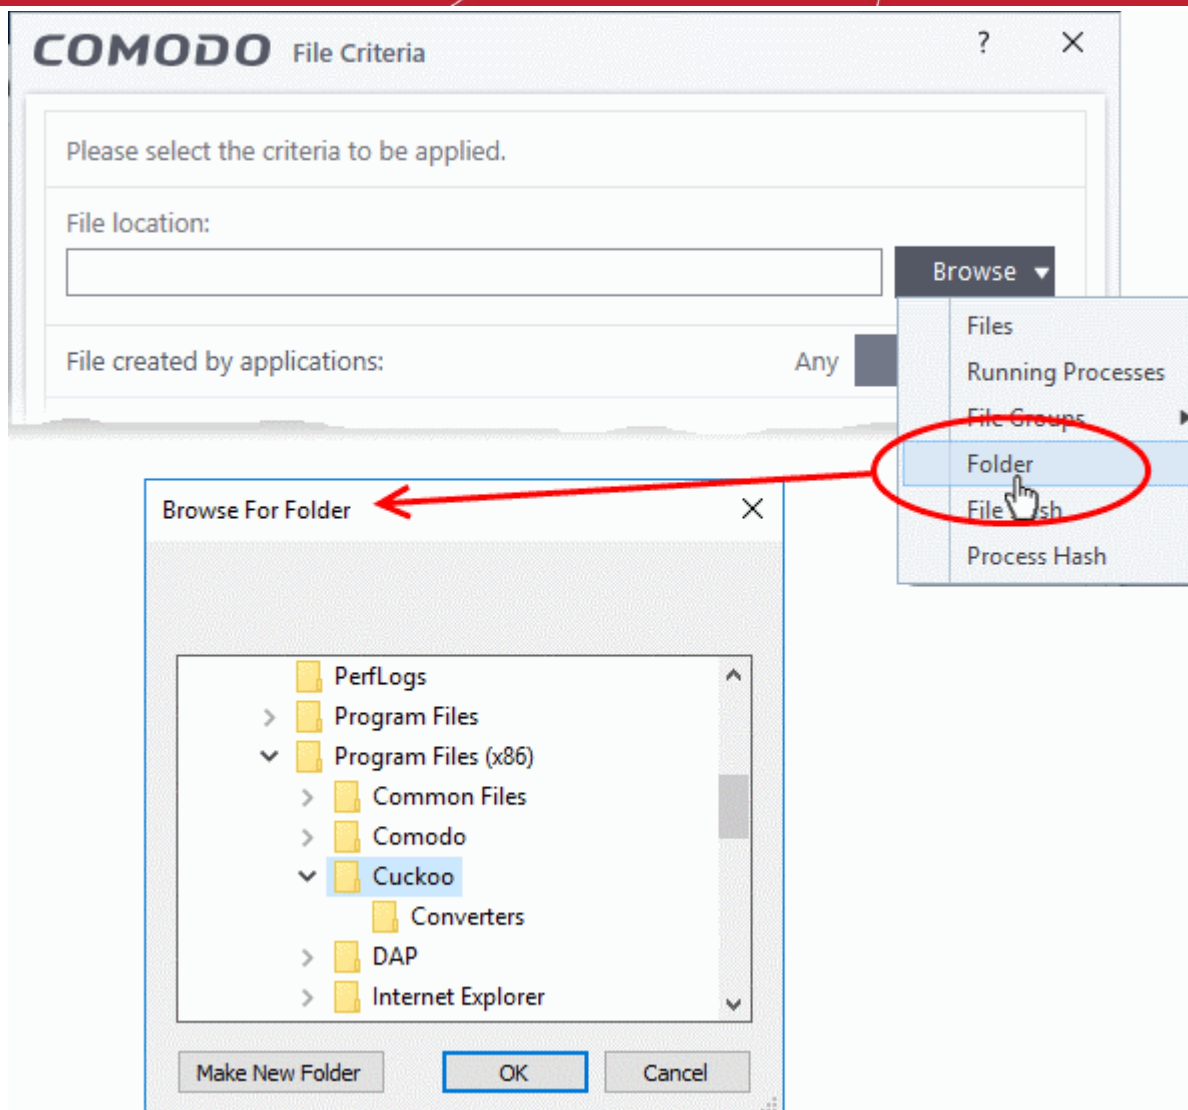 COMODO File Criteria ?
Please select the criteria to be applied.
File location:
Browse
Files
File created by applications: Any
Running Processes
File Groups
Folder
File Hash
Process Hash
Browse For Folder
PerfLogs
Program Files
Program Files (x86)
Common Files
Comodo
Cuckoo
Converters
DAP
Internet Explorer
Make New Folder OK Cancel